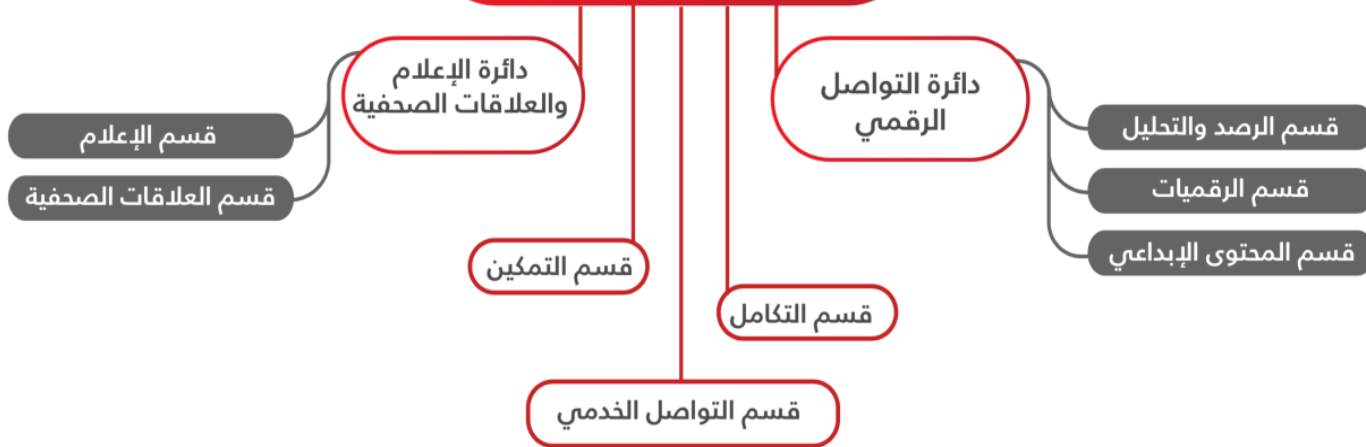 دائرة التواصل
الرقمي
قسم الرصد والتحليل
قسم الرقميات
قسم المحتوى الإبداعي
دائرة الإعلام
والعلاقات الصحفية
قسم الإعلام
قسم العلاقات الصحفية
قسم التمكين
قسم التكامل
قسم التواصل الخدمي